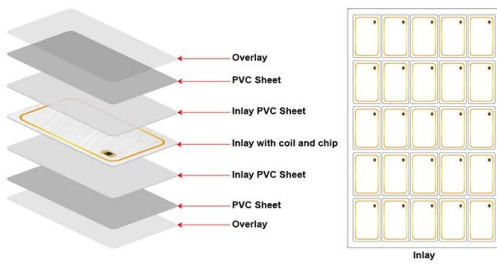 Overlay
PVC Sheet
Inlay PVC Sheet
Inlay with coil and chip
Inlay PVC Sheet
PVC Sheet
Overlay
Inlay